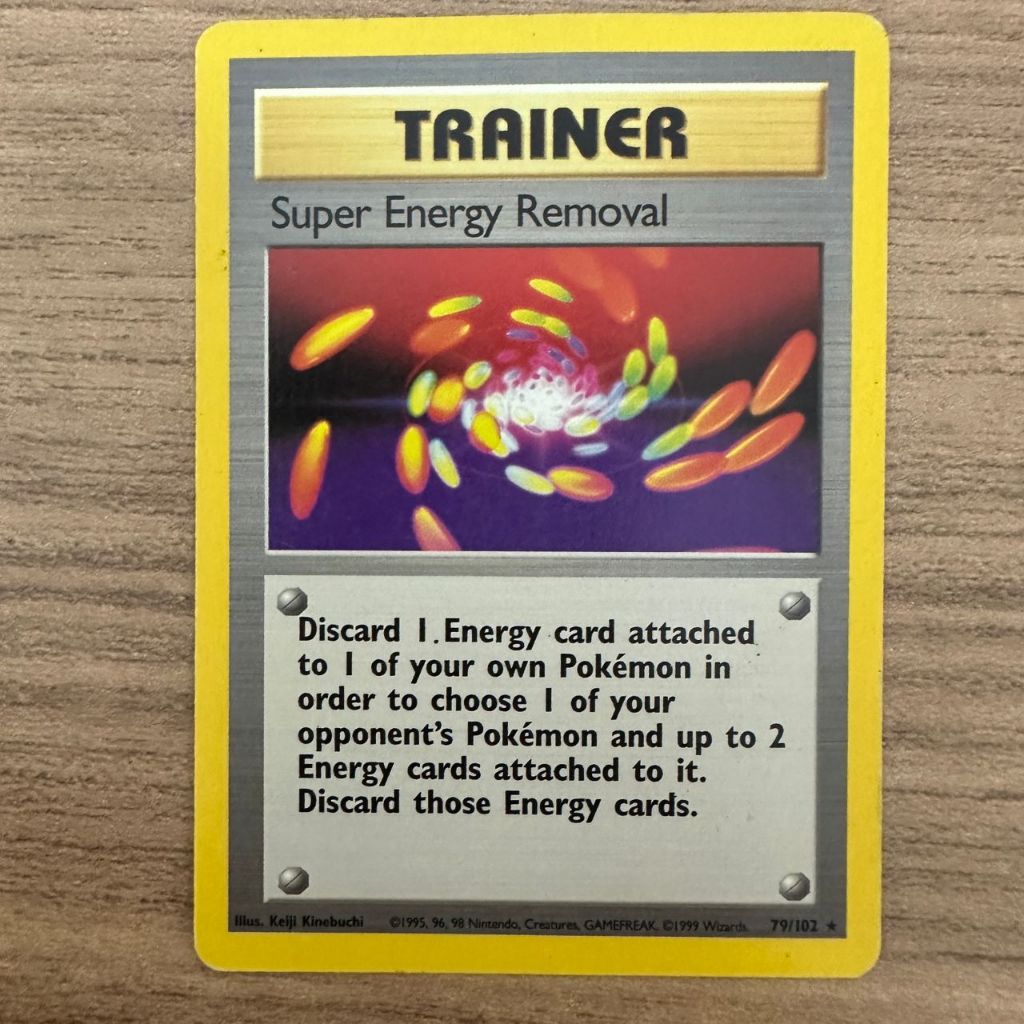 TRAINER
Super Energy Removal
Discard 1 Energy card attached
to 1 of your own Pokémon in
order to choose 1 of your
opponent's Pokémon and up to 2
Energy cards attached to it.
Discard those Energy cards.
Illus. Keiji Kinebuchi ©1995, 96, 98 Nintendo, Creatures, GAMEFREAK. ©1999 Wizards. 79/102 ★